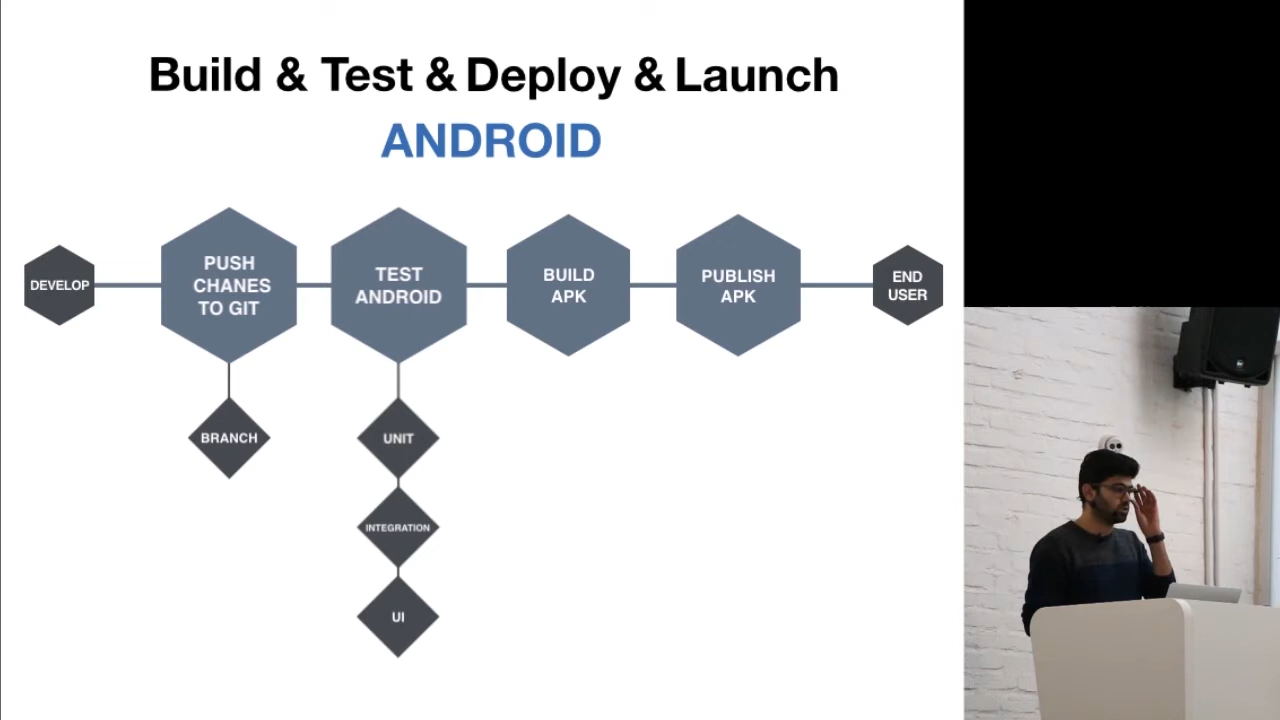 Build & Test & Deploy & Launch
ANDROID
DEVELOP
PUSH
CHANES
TO GIT
TEST
ANDROID
BUILD
APK
PUBLISH
APK
END
USER
BRANCH
UNIT
INTEGRATION
UI